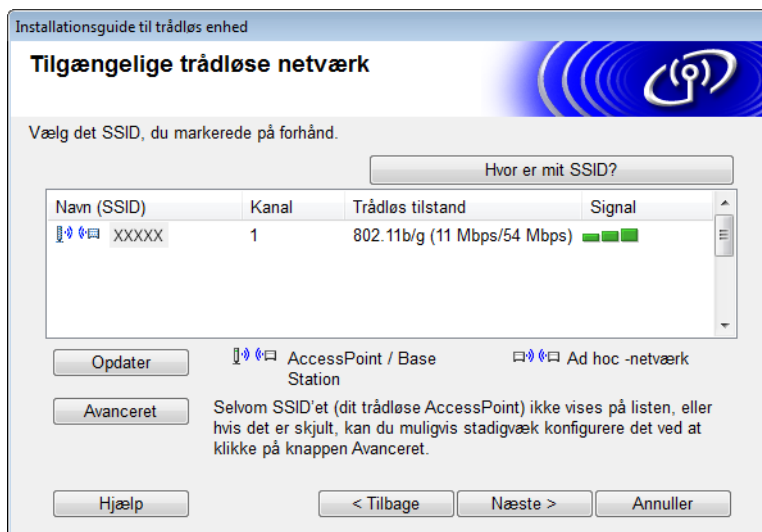 Installationsguide til trådløs enhed
Tilgængelige trådløse netværk
Vælg det SSID, du markerede på forhånd.
Hvor er mit SSID?
Navn (SSID) Kanal Trådløs tilstand Signal
XXXXX 1 802.11b/g (11 Mbps/54 Mbps)
Opdater
AccessPoint / Base
Station
Ad hoc -netværk
Avanceret
Selvom SSID'et (dit trådløse AccessPoint) ikke vises på listen, eller
hvis det er skjult, kan du muligvis stadigvæk konfigurere det ved at
klikke på knappen Avanceret.
Hjælp < Tilbage Næste > Annuller